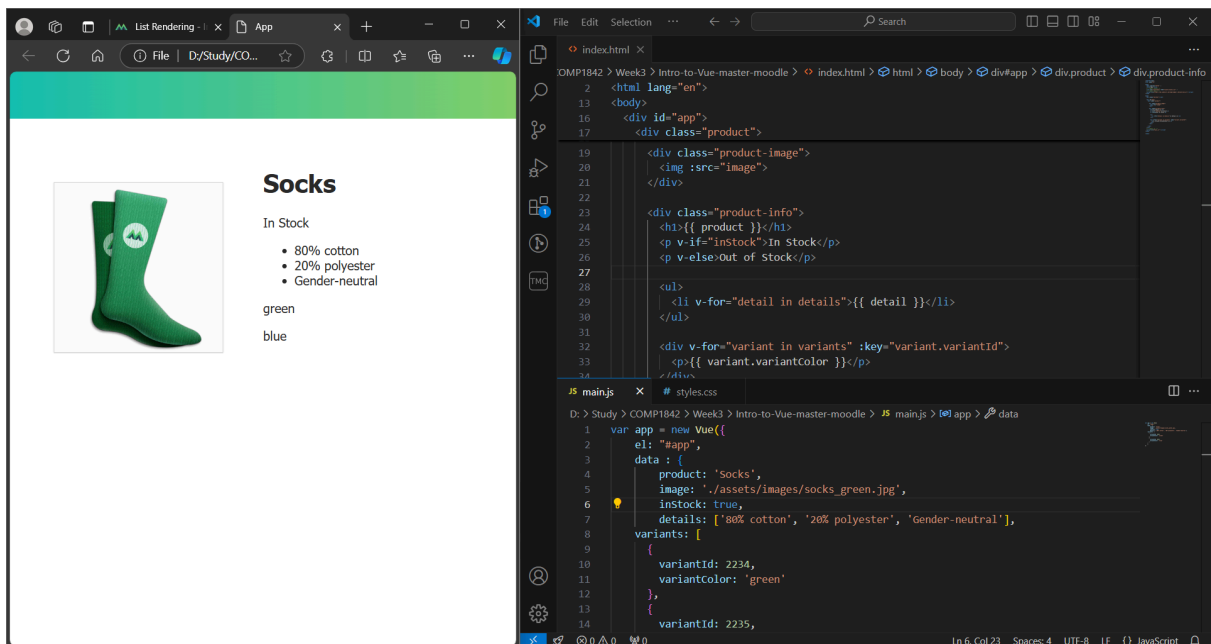 List Rendering - I
App
File
D:/Study/CO...
Socks
In Stock
80% cotton
20% polyester
Gender-neutral
green
blue
File Edit Selection ... Search
index.html
COMP1842 > Week3 > Intro-to-Vue-master-moodle > index.html > html > body > div#app > div.product > div.product-info
2 <html lang="en">
13 <body>
16 <div id="app">
17 <div class="product">
19 <div class="product-image">
20 <img :src="image">
21 </div>
22
23 <div class="product-info">
24 <h1>{{ product }}</h1>
25 <p v-if="inStock">In Stock</p>
26 <p v-else>Out of Stock</p>
27
28 <ul>
29 <li v-for="detail in details">{{ detail }}</li>
30 </ul>
31
32 <div v-for="variant in variants" :key="variant.variantId">
33 <p>{{ variant.variantColor }}</p>
34 </div>
1
TMC
JS main.js # styles.css
D: > Study > COMP1842 > Week3 > Intro-to-Vue-master-moodle > JS main.js > app > data
1 var app = new Vue({
2 el: "#app",
3 data : {
4 product: 'Socks',
5 image: './assets/images/socks_green.jpg',
6 inStock: true,
7 details: ['80% cotton', '20% polyester', 'Gender-neutral'],
8 variants: [
9 {
10 variantId: 2234,
11 variantColor: 'green'
12 },
13 {
14 variantId: 2235,
0 0 0 Ln 6, Col 23 Spaces: 4 UTF-8 LF {} JavaScript